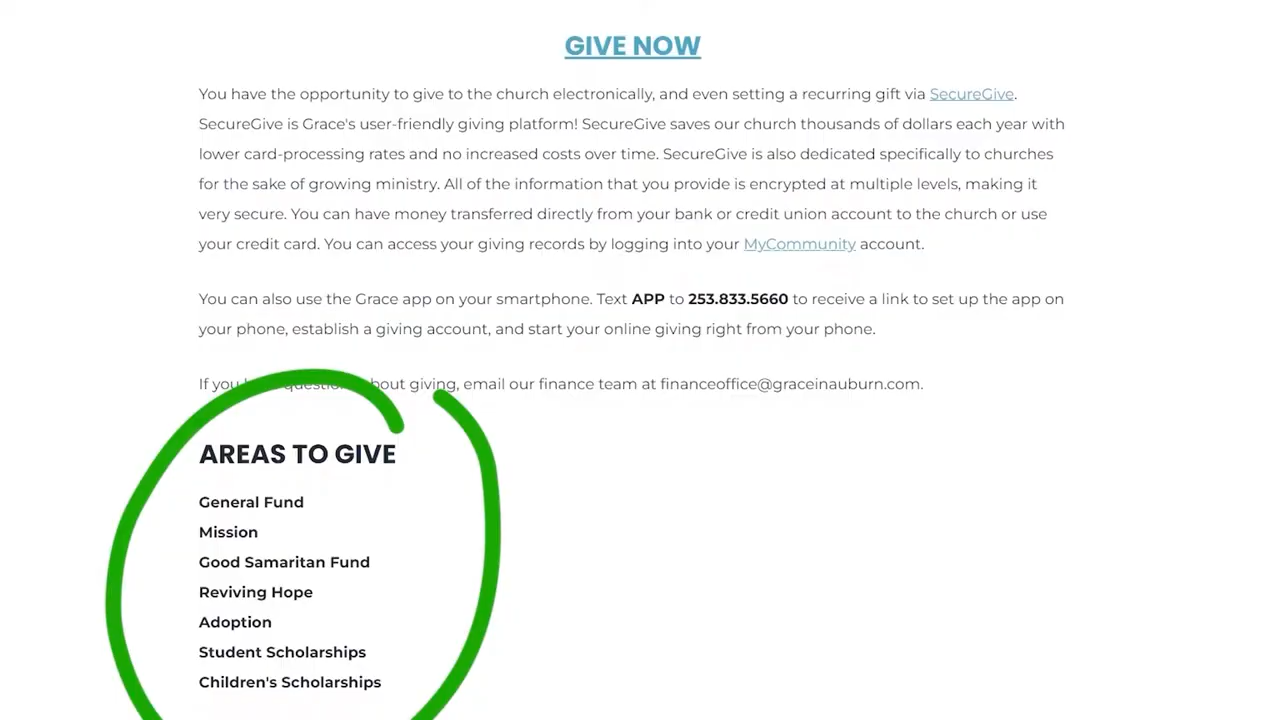 GIVE NOW
You have the opportunity to give to the church electronically, and even setting a recurring gift via SecureGive.
SecureGive is Grace's user-friendly giving platform! SecureGive saves our church thousands of dollars each year with
lower card-processing rates and no increased costs over time. SecureGive is also dedicated specifically to churches
for the sake of growing ministry. All of the information that you provide is encrypted at multiple levels, making it
very secure. You can have money transferred directly from your bank or credit union account to the church or use
your credit card. You can access your giving records by logging into your MyCommunity account.
You can also use the Grace app on your smartphone. Text APP to 253.833.5660 to receive a link to set up the app on
your phone, establish a giving account, and start your online giving right from your phone.
If you about giving, email our finance team at financeoffice@graceinauburn.com.
AREAS TO GIVE
General Fund
Mission
Good Samaritan Fund
Reviving Hope
Adoption
Student Scholarships
Children's Scholarships